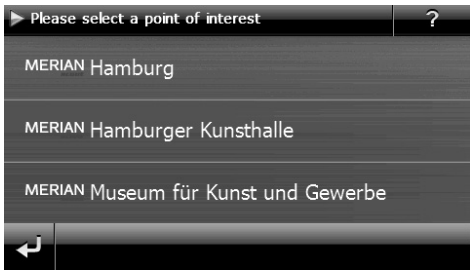 Please select a point of interest ?
MERIAN Hamburg
MERIAN Hamburger Kunsthalle
MERIAN Museum für Kunst und Gewerbe